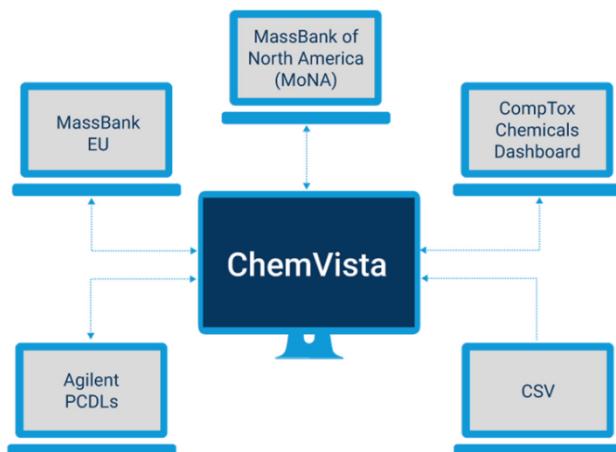 MassBank of
North America
(MoNA)
MassBank
EU
CompTox
Chemicals
Dashboard
ChemVista
Agilent
PCDLs
CSV